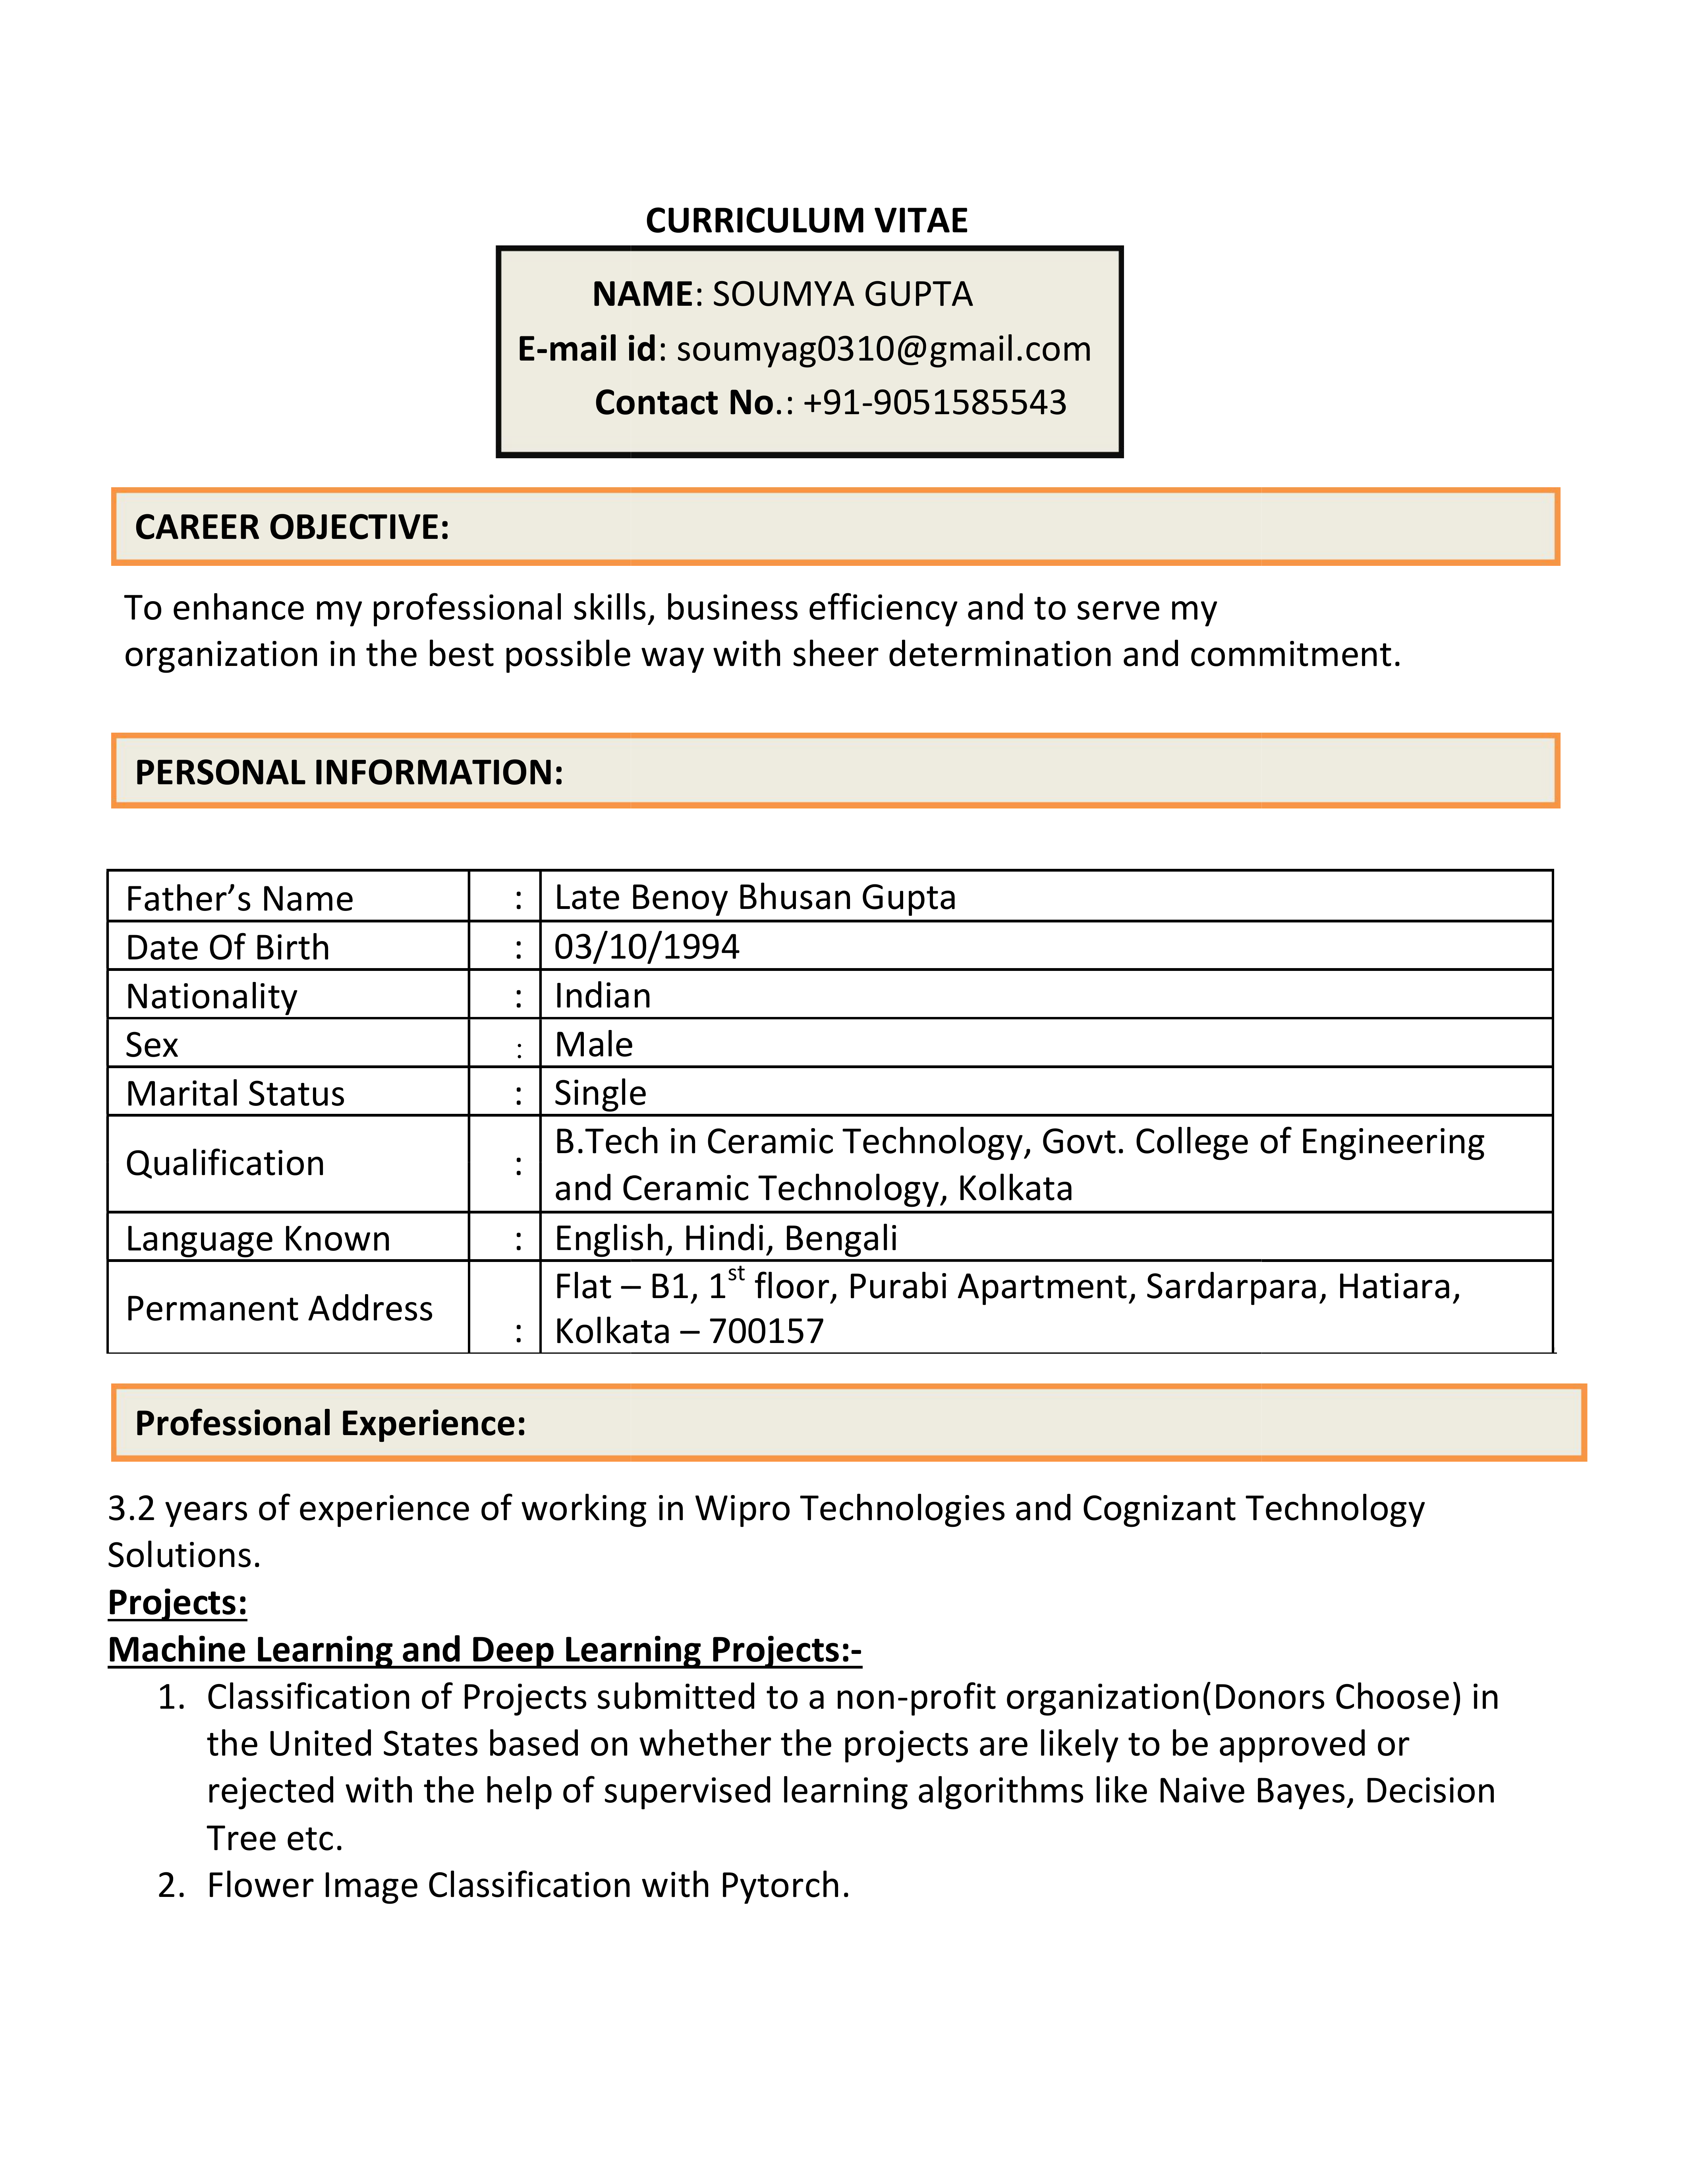 CURRICULUM VITAE
NAME: SOUMYA GUPTA
E-mail id: soumyag0310@gmail.com
Contact No.: +91-9051585543
CAREER OBJECTIVE:
To enhance my professional skills, business efficiency and to serve my
organization in the best possible way with sheer determination and commitment.
PERSONAL INFORMATION:
Father’s Name : Late Benoy Bhusan Gupta
Date Of Birth : 03/10/1994
Nationality : Indian
Sex : Male
Marital Status : Single
Qualification : B.Tech in Ceramic Technology, Govt. College of Engineering
and Ceramic Technology, Kolkata
Language Known : English, Hindi, Bengali
Permanent Address : Flat – B1, 1st floor, Purabi Apartment, Sardarpara, Hatiara,
Kolkata – 700157
Professional Experience:
3.2 years of experience of working in Wipro Technologies and Cognizant Technology
Solutions.
Projects:
Machine Learning and Deep Learning Projects:-
1. Classification of Projects submitted to a non-profit organization(Donors Choose) in
the United States based on whether the projects are likely to be approved or
rejected with the help of supervised learning algorithms like Naive Bayes, Decision
Tree etc.
2. Flower Image Classification with Pytorch.